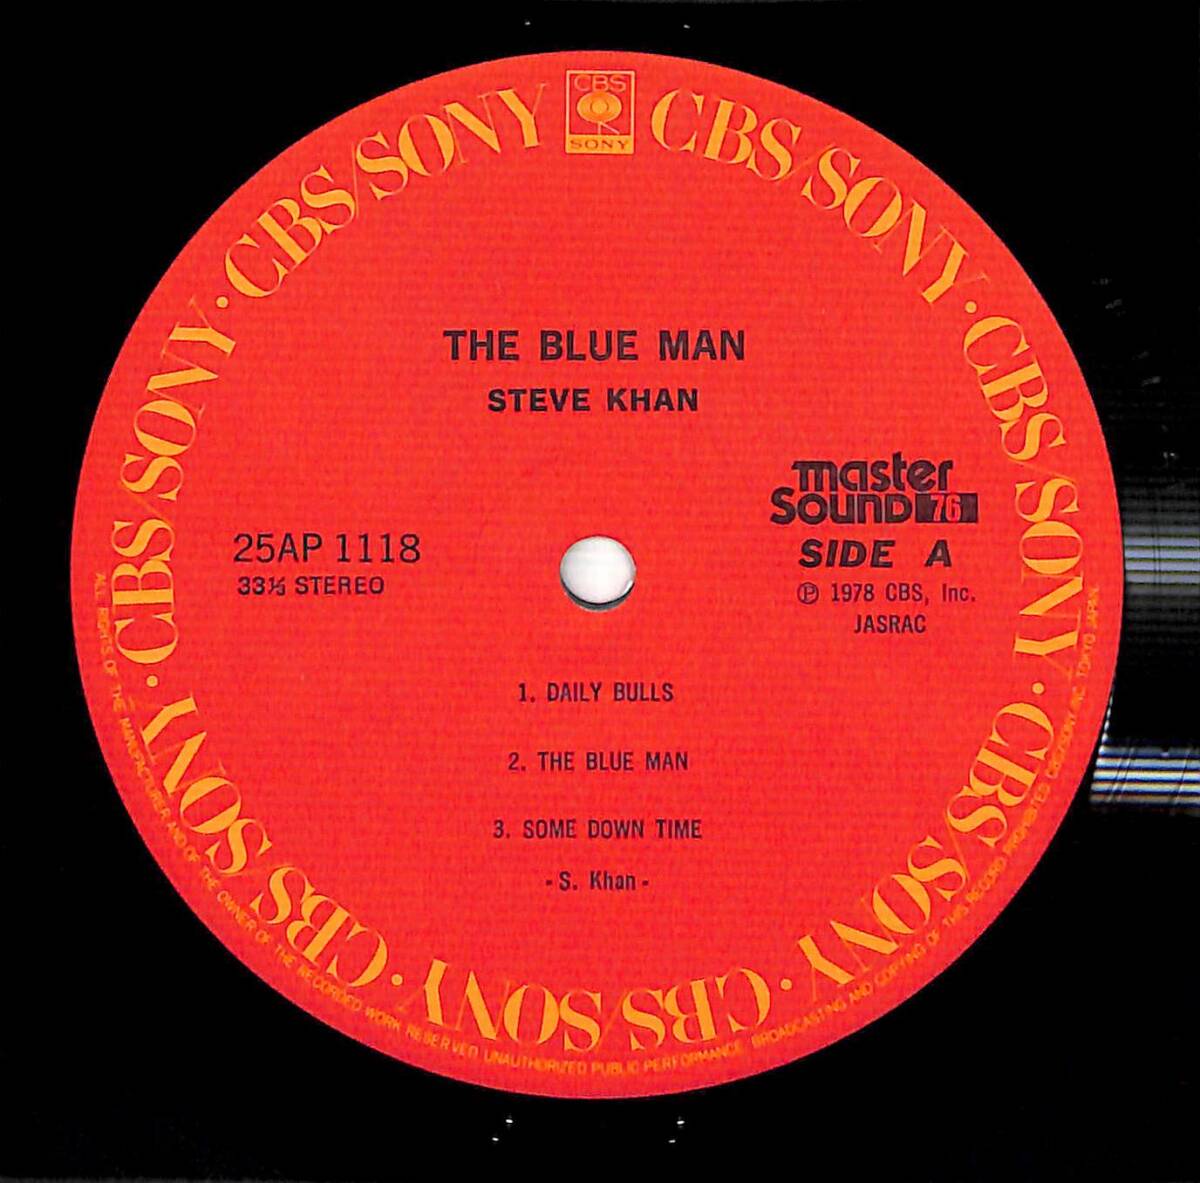 CBS
SONY
CBS/SONY · CBS/SONY · CBS/SONY · CBS/SONY · CBS/SONY · CBS/SONY · CBS/SONY
THE BLUE MAN
STEVE KHAN
master
Sound 76
25AP 1118
SIDE A
33⅓ STEREO
Ⓟ 1978 CBS, Inc.
JASRAC
1. DAILY BULLS
2. THE BLUE MAN
3. SOME DOWN TIME
- S. Khan -
ALL RIGHTS OF THE MANUFACTURER AND OF THE OWNER OF THE RECORDED WORK RESERVED UNAUTHORIZED PUBLIC PERFORMANCE BROADCASTING AND COPYING OF THIS RECORD PROHIBITED CBS/SONY INC. TOKYO JAPAN